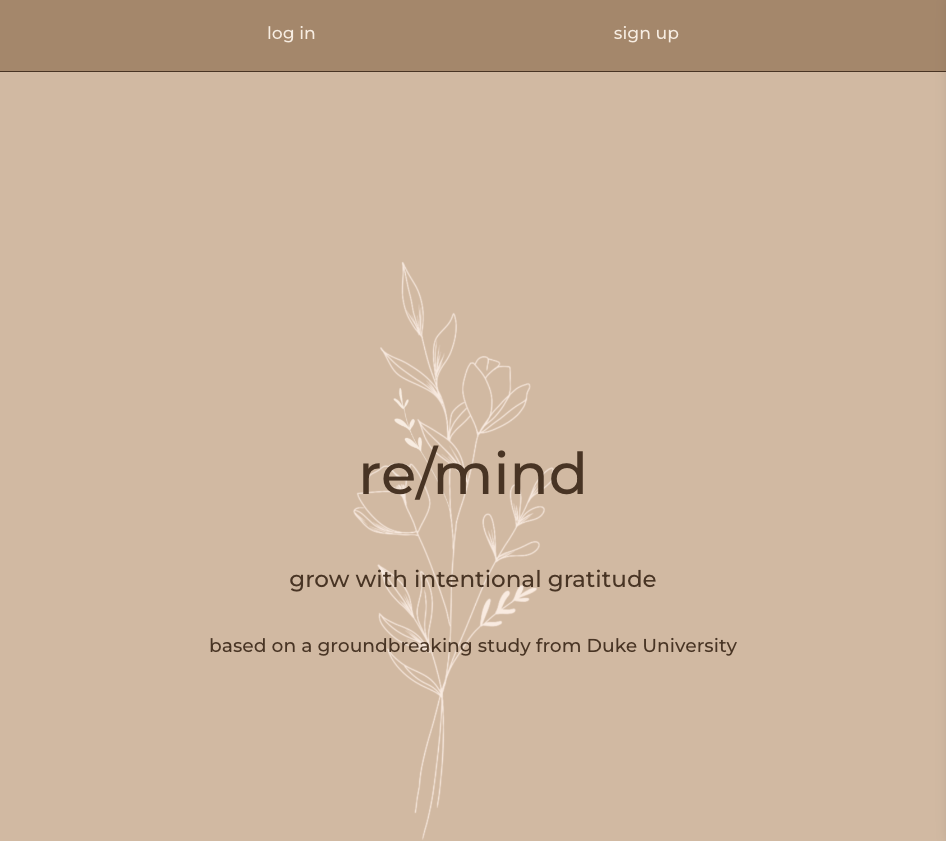 log in
sign up
re/mind
grow with intentional gratitude
based on a groundbreaking study from Duke University